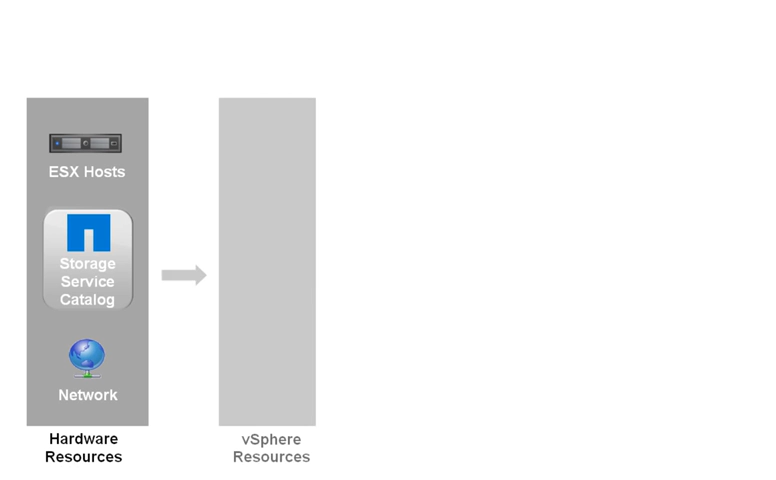 ESX Hosts
Storage
Service
Catalog
Network
Hardware
Resources
vSphere
Resources